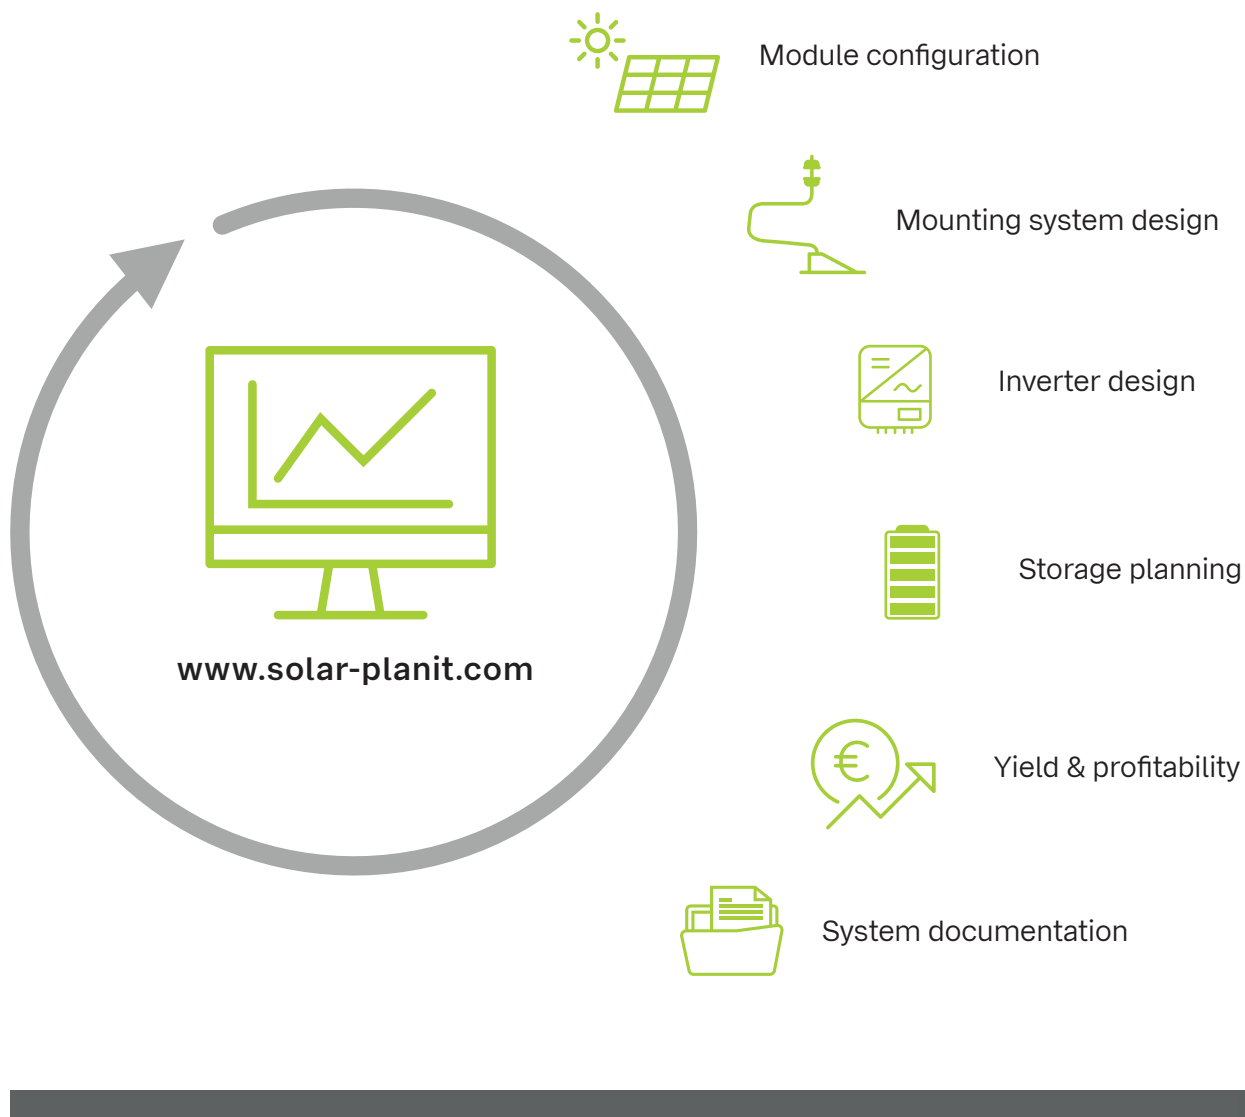 Module configuration
Mounting system design
Inverter design
Storage planning
www.solar-planit.com
Yield & profitability
System documentation